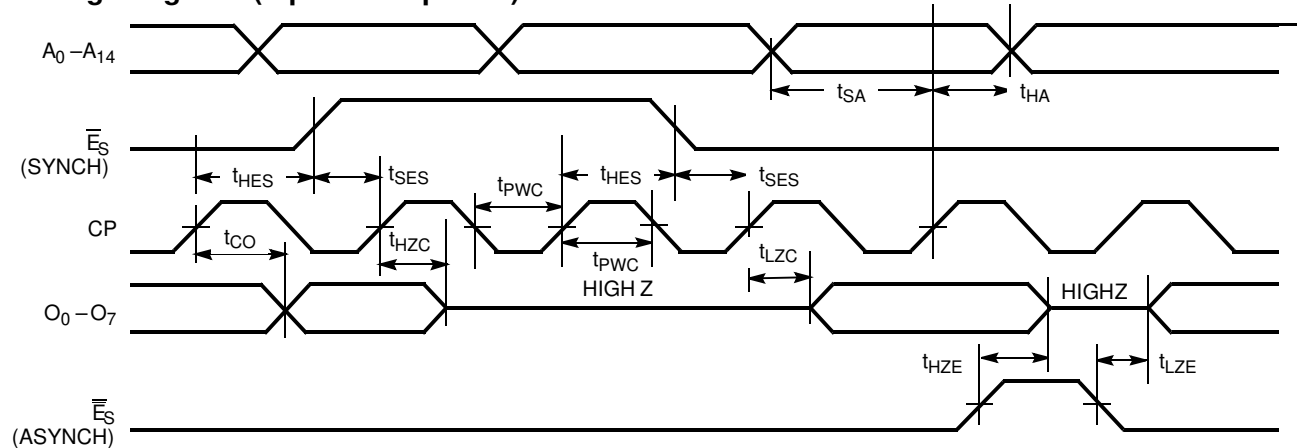 A0–A14
tSA
tHA
ES
(SYNCH)
tHES
tSES
tPWC
tHES
tSES
CP
tCO
tHZC
tPWC
tLZC
HIGH Z
HIGHZ
O0–O7
tHZE
tLZE
ES
(ASYNCH)